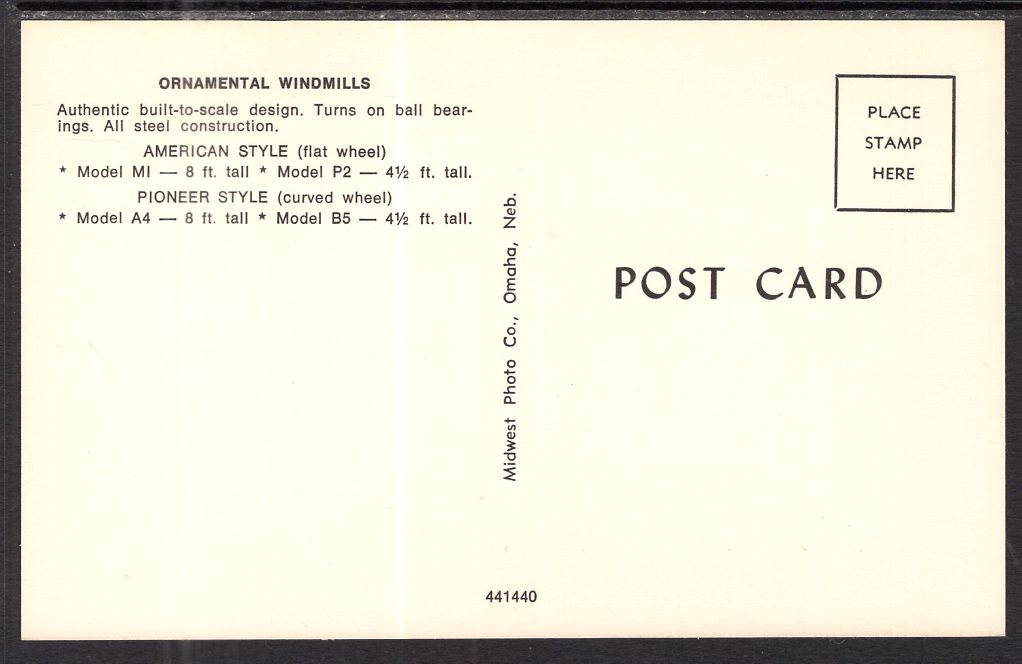 ORNAMENTAL WINDMILLS
Authentic built-to-scale design. Turns on ball bear-
ings. All steel construction.
AMERICAN STYLE (flat wheel)
* Model MI — 8 ft. tall * Model P2 — 4½ ft. tall.
PIONEER STYLE (curved wheel)
* Model A4 — 8 ft. tall * Model B5 — 4½ ft. tall.
Midwest Photo Co., Omaha, Neb.
441440
PLACE
STAMP
HERE
POST CARD